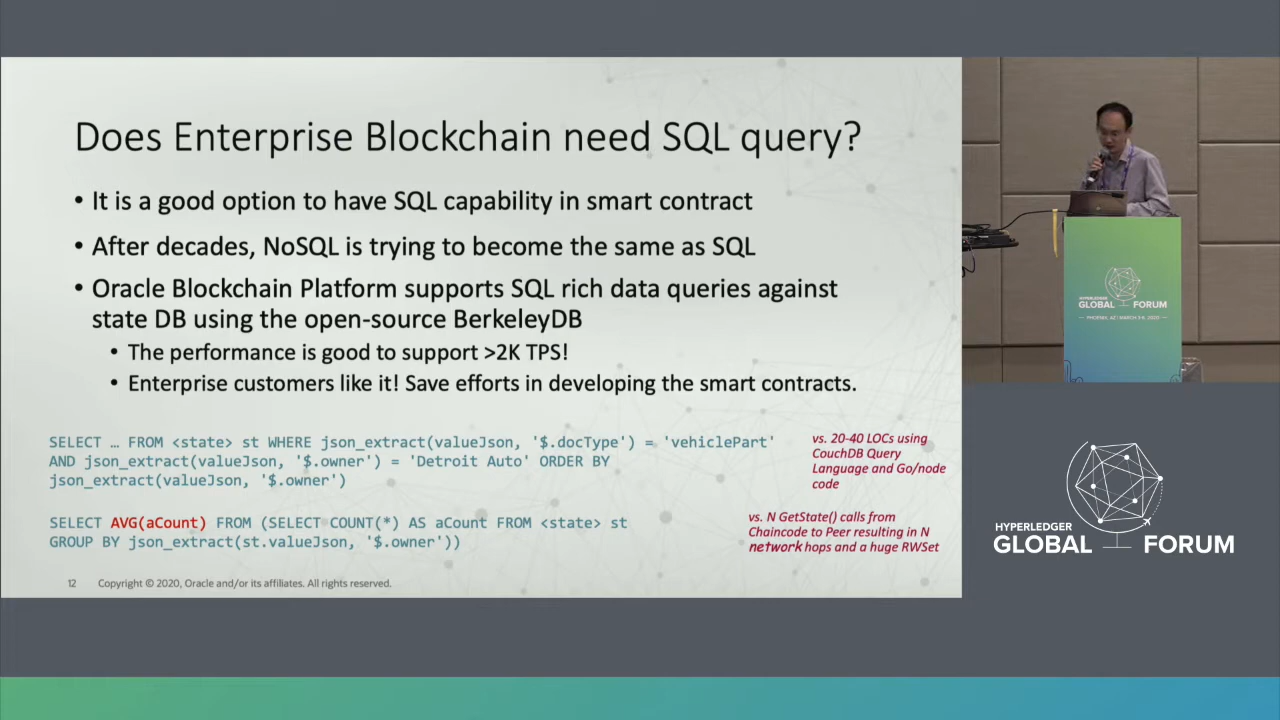 Does Enterprise Blockchain need SQL query?
• It is a good option to have SQL capability in smart contract
• After decades, NoSQL is trying to become the same as SQL
• Oracle Blockchain Platform supports SQL rich data queries against
state DB using the open-source BerkeleyDB
• The performance is good to support >2K TPS!
• Enterprise customers like it! Save efforts in developing the smart contracts.
SELECT … FROM <state> st WHERE json_extract(valueJson, '$.docType') = 'vehiclePart'
AND json_extract(valueJson, '$.owner') = 'Detroit Auto' ORDER BY
json_extract(valueJson, '$.owner')
vs. 20-40 LOCs using
CouchDB Query
Language and Go/node
code
SELECT AVG(aCount) FROM (SELECT COUNT(*) AS aCount FROM <state> st
GROUP BY json_extract(st.valueJson, '$.owner'))
vs. N GetState() calls from
Chaincode to Peer resulting in N
network hops and a huge RWSet
12 Copyright © 2020, Oracle and/or its affiliates. All rights reserved.
HYPERLEDGER
GLOBAL FORUM
PHOENIX, AZ | MARCH 3-6, 2020
HYPERLEDGER
GLOBAL FORUM